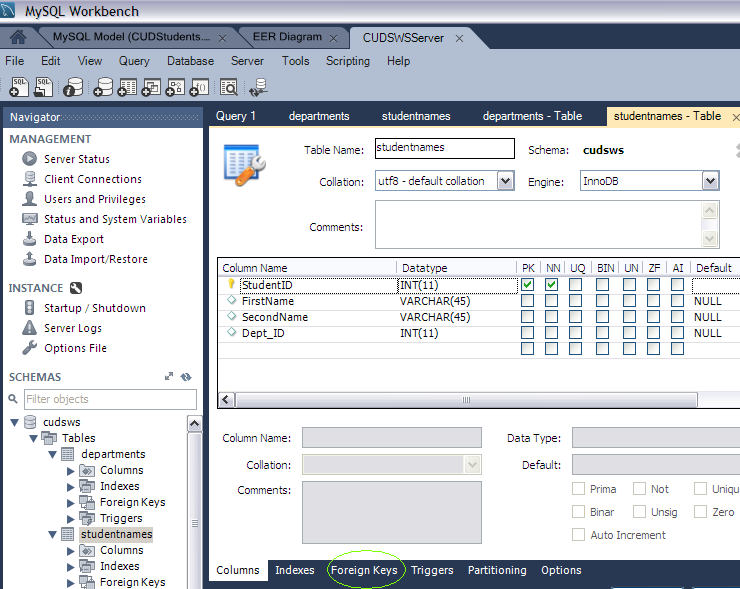 MySQL Workbench
MySQL Model (CUDStudents.... × EER Diagram × CUDSWSServer ×
File Edit View Query Database Server Tools Scripting Help
Navigator
MANAGEMENT
Server Status
Client Connections
Users and Privileges
Status and System Variables
Data Export
Data Import/Restore
INSTANCE
Startup / Shutdown
Server Logs
Options File
SCHEMAS
Filter objects
cudsws
Tables
departments
Columns
Indexes
Foreign Keys
Triggers
studentnames
Columns
Indexes
Foreign Keys
Query 1 departments studentnames departments - Table studentnames - Table ×
Table Name: studentnames Schema: cudsws
Collation: utf8 - default collation Engine: InnoDB
Comments:
Column Name Datatype PK NN UQ BIN UN ZF AI Default
StudentID INT(11)
FirstName VARCHAR(45) NULL
SecondName VARCHAR(45) NULL
Dept_ID INT(11) NULL
Column Name: Data Type:
Collation: Default:
Comments: Prima Not Uniqu
Binar Unsig Zero
Auto Increment
Columns Indexes Foreign Keys Triggers Partitioning Options